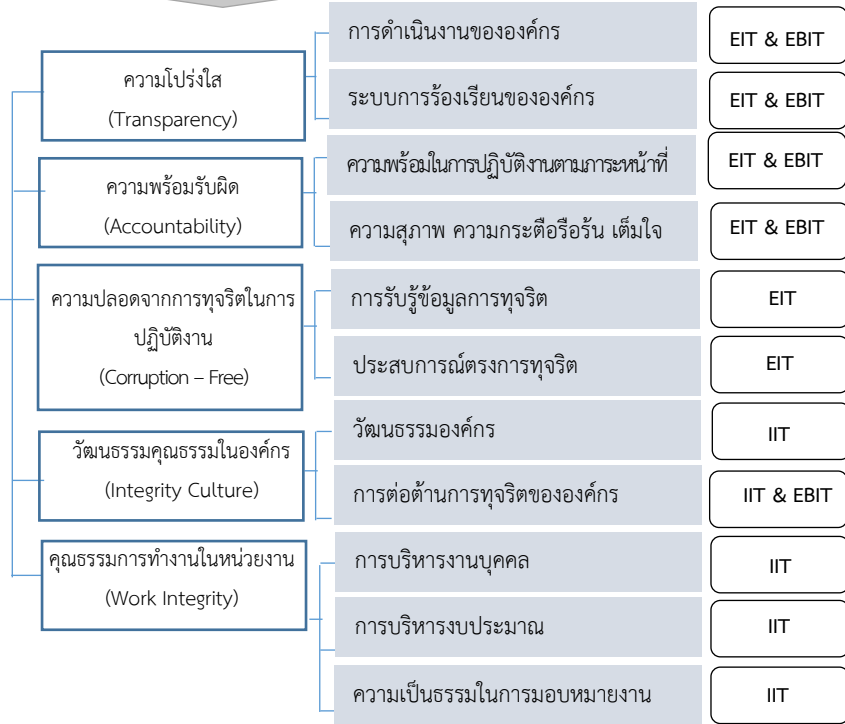 การดำเนินงานขององค์กร
EIT & EBIT
ความโปร่งใส
(Transparency)
ระบบการร้องเรียนขององค์กร
EIT & EBIT
ความพร้อมรับผิด
(Accountability)
ความพร้อมในการปฏิบัติงานตามภาระหน้าที่
EIT & EBIT
ความสุภาพ ความกระตือรือร้น เต็มใจ
EIT & EBIT
ความปลอดจากการทุจริตในการ
ปฏิบัติงาน
(Corruption – Free)
การรับรู้ข้อมูลการทุจริต
EIT
ประสบการณ์ตรงการทุจริต
EIT
วัฒนธรรมคุณธรรมในองค์กร
(Integrity Culture)
วัฒนธรรมองค์กร
IIT
การต่อต้านการทุจริตขององค์กร
IIT & EBIT
คุณธรรมการทำงานในหน่วยงาน
(Work Integrity)
การบริหารงานบุคคล
IIT
การบริหารงบประมาณ
IIT
ความเป็นธรรมในการมอบหมายงาน
IIT